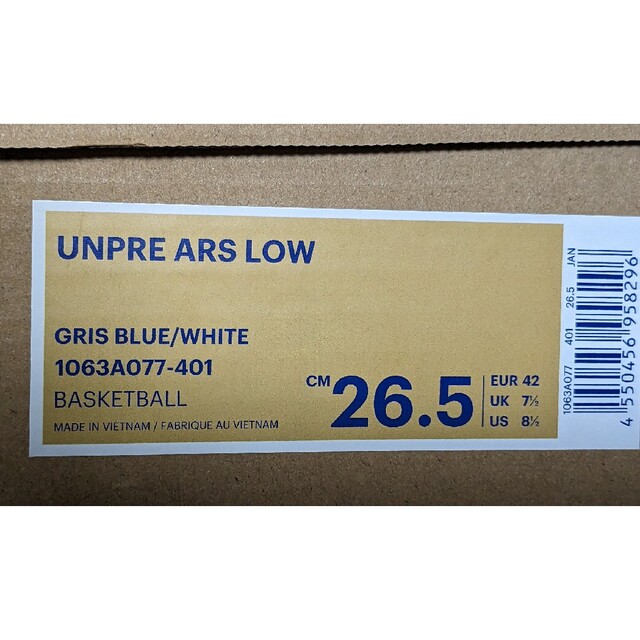 UNPRE ARS LOW
GRIS BLUE/WHITE
1063A077-401
BASKETBALL
MADE IN VIETNAM / FABRIQUE AU VIETNAM
CM 26.5
EUR 42
UK 7½
US 8½
1063A077 401 26.5 JAN
4 550456 958296